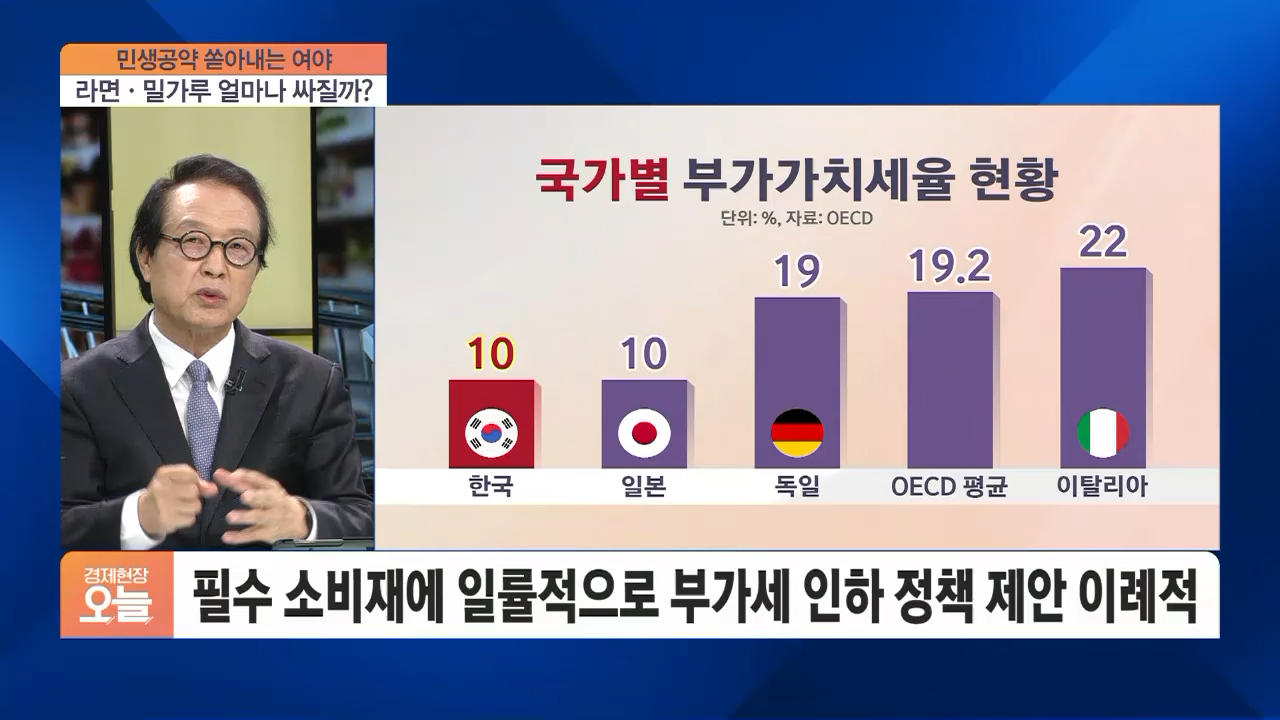 민생공약 쏟아내는 여야
라면·밀가루 얼마나 싸질까?
국가별 부가가치세율 현황
단위: %, 자료: OECD
10
10
19
19.2
22
한국
일본
독일
OECD 평균
이탈리아
경제현장
오늘
필수 소비재에 일률적으로 부가세 인하 정책 제안 이례적